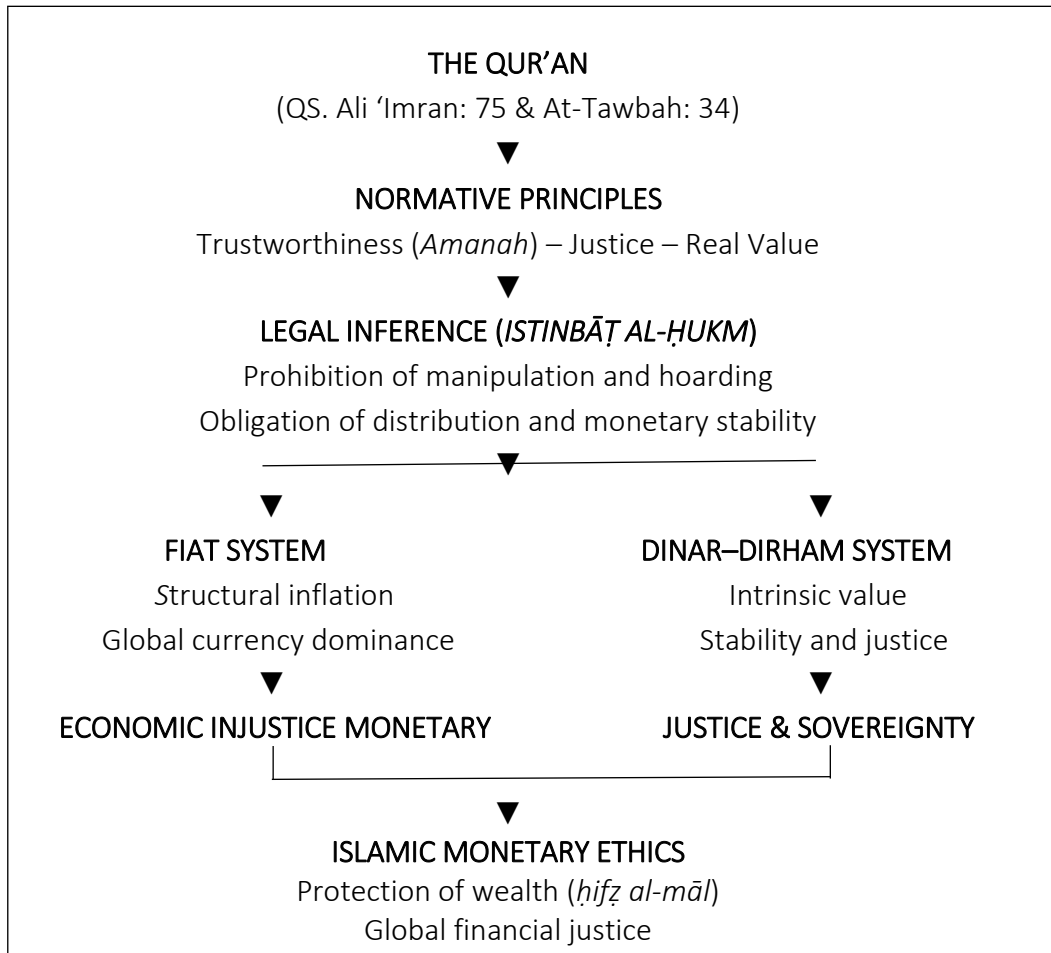 THE QUR’AN
(QS. Ali ‘Imran: 75 & At-Tawbah: 34)
NORMATIVE PRINCIPLES
Trustworthiness (Amanah) – Justice – Real Value
LEGAL INFERENCE (ISTINBĀṬ AL-ḤUKM)
Prohibition of manipulation and hoarding
Obligation of distribution and monetary stability
FIAT SYSTEM
Structural inflation
Global currency dominance
ECONOMIC INJUSTICE MONETARY
DINAR–DIRHAM SYSTEM
Intrinsic value
Stability and justice
JUSTICE & SOVEREIGNTY
ISLAMIC MONETARY ETHICS
Protection of wealth (ḥifẓ al-māl)
Global financial justice